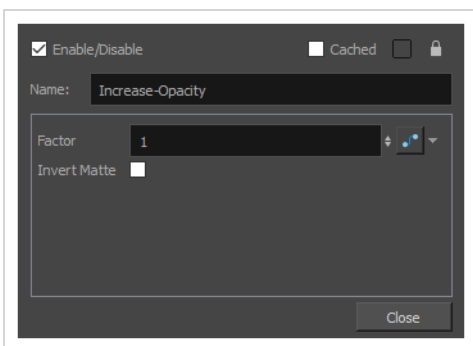 Enable/Disable Cached
Name: Increase-Opacity
Factor 1
Invert Matte
Close